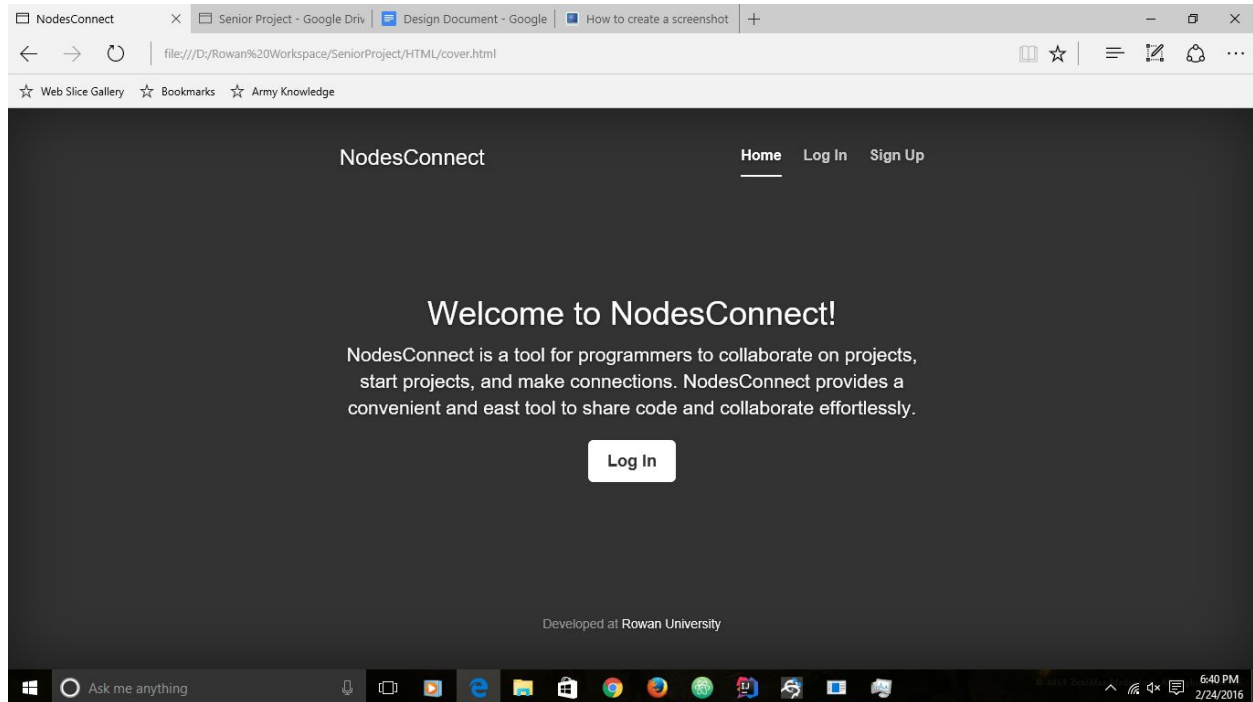 NodesConnect
Senior Project - Google Driv
Design Document - Google
How to create a screenshot
file:///D:/Rowan%20Workspace/SeniorProject/HTML/cover.html
Web Slice Gallery
Bookmarks
Army Knowledge
NodesConnect
Home Log In Sign Up
Welcome to NodesConnect!
NodesConnect is a tool for programmers to collaborate on projects,
start projects, and make connections. NodesConnect provides a
convenient and east tool to share code and collaborate effortlessly.
Log In
Developed at Rowan University
Ask me anything
6:40 PM
2/24/2016